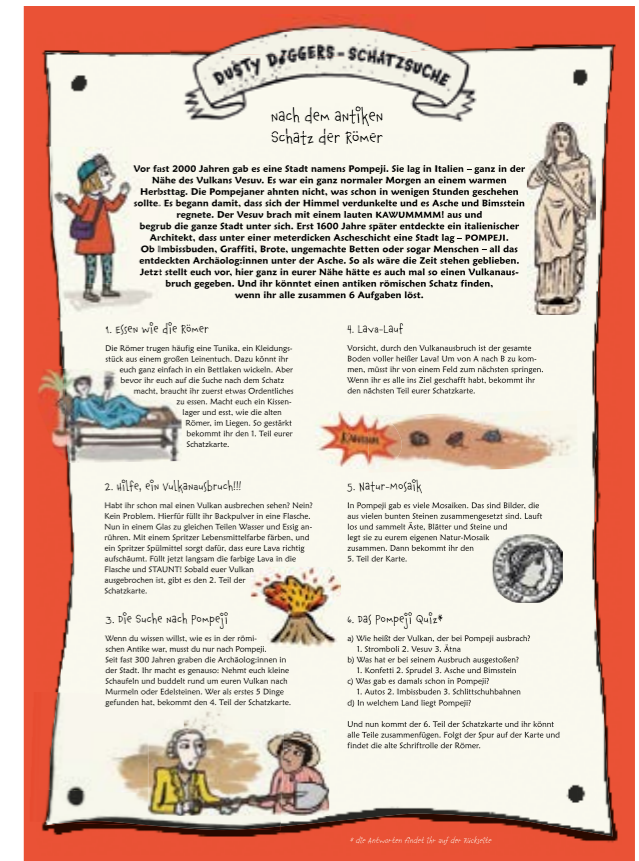 DUSTY DIGGERS-SCHATZSUCHE
Nach dem antiken
Schatz der Römer
Vor fast 2000 Jahren gab es eine Stadt namens Pompeji. Sie lag in Italien – ganz in der
Nähe des Vulkans Vesuv. Es war ein ganz normaler Morgen an einem warmen
Herbsttag. Die Pompejaner ahnten nicht, was schon in wenigen Stunden geschehen
sollte. Es begann damit, dass sich der Himmel verdunkelte und es Asche und Bimsstein
regnete. Der Vesuv brach mit einem lauten KAWUMMMM! aus und
begrub die ganze Stadt unter sich. Erst 1600 Jahre später entdeckte ein italienischer
Architekt, dass unter einer meterdicken Ascheschicht eine Stadt lag – POMPEJI.
Ob Imbissbuden, Graffiti, Brote, ungemachte Betten oder sogar Menschen – all das
entdeckten Archäolog:innen unter der Asche. So als wäre die Zeit stehen geblieben.
Jetzt stellt euch vor, hier ganz in eurer Nähe hätte es auch mal so einen Vulkanaus-
bruch gegeben. Und ihr könntet einen antiken römischen Schatz finden,
wenn ihr alle zusammen 6 Aufgaben löst.
1. Essen wie die Römer
Die Römer trugen häufig eine Tunika, ein Kleidungs-
stück aus einem großen Leinentuch. Dazu könnt ihr
euch ganz einfach in ein Bettlaken wickeln. Aber
bevor ihr euch auf die Suche nach dem Schatz
macht, braucht ihr zuerst etwas Ordentliches
zu essen. Macht euch ein Kissen-
lager und esst, wie die alten
Römer, im Liegen. So gestärkt
bekommt ihr den 1. Teil eurer
Schatzkarte.
2. Hilfe, ein Vulkanausbruch!!!
Habt ihr schon mal einen Vulkan ausbrechen sehen? Nein?
Kein Problem. Hierfür füllt ihr Backpulver in eine Flasche.
Nun in einem Glas zu gleichen Teilen Wasser und Essig an-
rühren. Mit einem Spritzer Lebensmittelfarbe färben, und
ein Spritzer Spülmittel sorgt dafür, dass eure Lava richtig
aufschäumt. Füllt jetzt langsam die farbige Lava in die
Flasche und STAUNT! Sobald euer Vulkan
ausgebrochen ist, gibt es den 2. Teil der
Schatzkarte.
3. Die Suche nach Pompeji
Wenn du wissen willst, wie es in der römi-
schen Antike war, musst du nur nach Pompeji.
Seit fast 300 Jahren graben die Archäolog:innen in
der Stadt. Ihr macht es genauso: Nehmt euch kleine
Schaufeln und buddelt rund um euren Vulkan nach
Murmeln oder Edelsteinen. Wer als erstes 5 Dinge
gefunden hat, bekommt den 4. Teil der Schatzkarte.
4. Lava-Lauf
Vorsicht, durch den Vulkanausbruch ist der gesamte
Boden voller heißer Lava! Um von A nach B zu kom-
men, müsst ihr von einem Feld zum nächsten springen.
Wenn ihr es alle ins Ziel geschafft habt, bekommt ihr
den nächsten Teil eurer Schatzkarte.
5. Natur-Mosaik
In Pompeji gab es viele Mosaiken. Das sind Bilder, die
aus vielen bunten Steinen zusammengesetzt sind. Lauft
los und sammelt Äste, Blätter und Steine und
legt sie zu eurem eigenen Natur-Mosaik
zusammen. Dann bekommt ihr den
5. Teil der Karte.
6. Das Pompeji Quiz*
a) Wie heißt der Vulkan, der bei Pompeji ausbrach?
1. Stromboli 2. Vesuv 3. Ätna
b) Was hat er bei seinem Ausbruch ausgestoßen?
1. Konfetti 2. Sprudel 3. Asche und Bimsstein
c) Was gab es damals schon in Pompeji?
1. Autos 2. Imbissbuden 3. Schlittschuhbahnen
d) In welchem Land liegt Pompeji?
Und nun kommt der 6. Teil der Schatzkarte und ihr könnt
alle Teile zusammenfügen. Folgt der Spur auf der Karte und
findet die alte Schriftrolle der Römer.
* die Antworten findet ihr auf der Rückseite